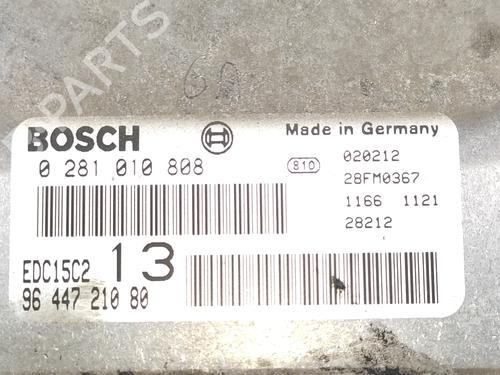 BOSCH
Made in Germany
0 281 010 808
810
020212
28FM0367
1166 1121
28212
EDC15C2 13
96 447 210 80